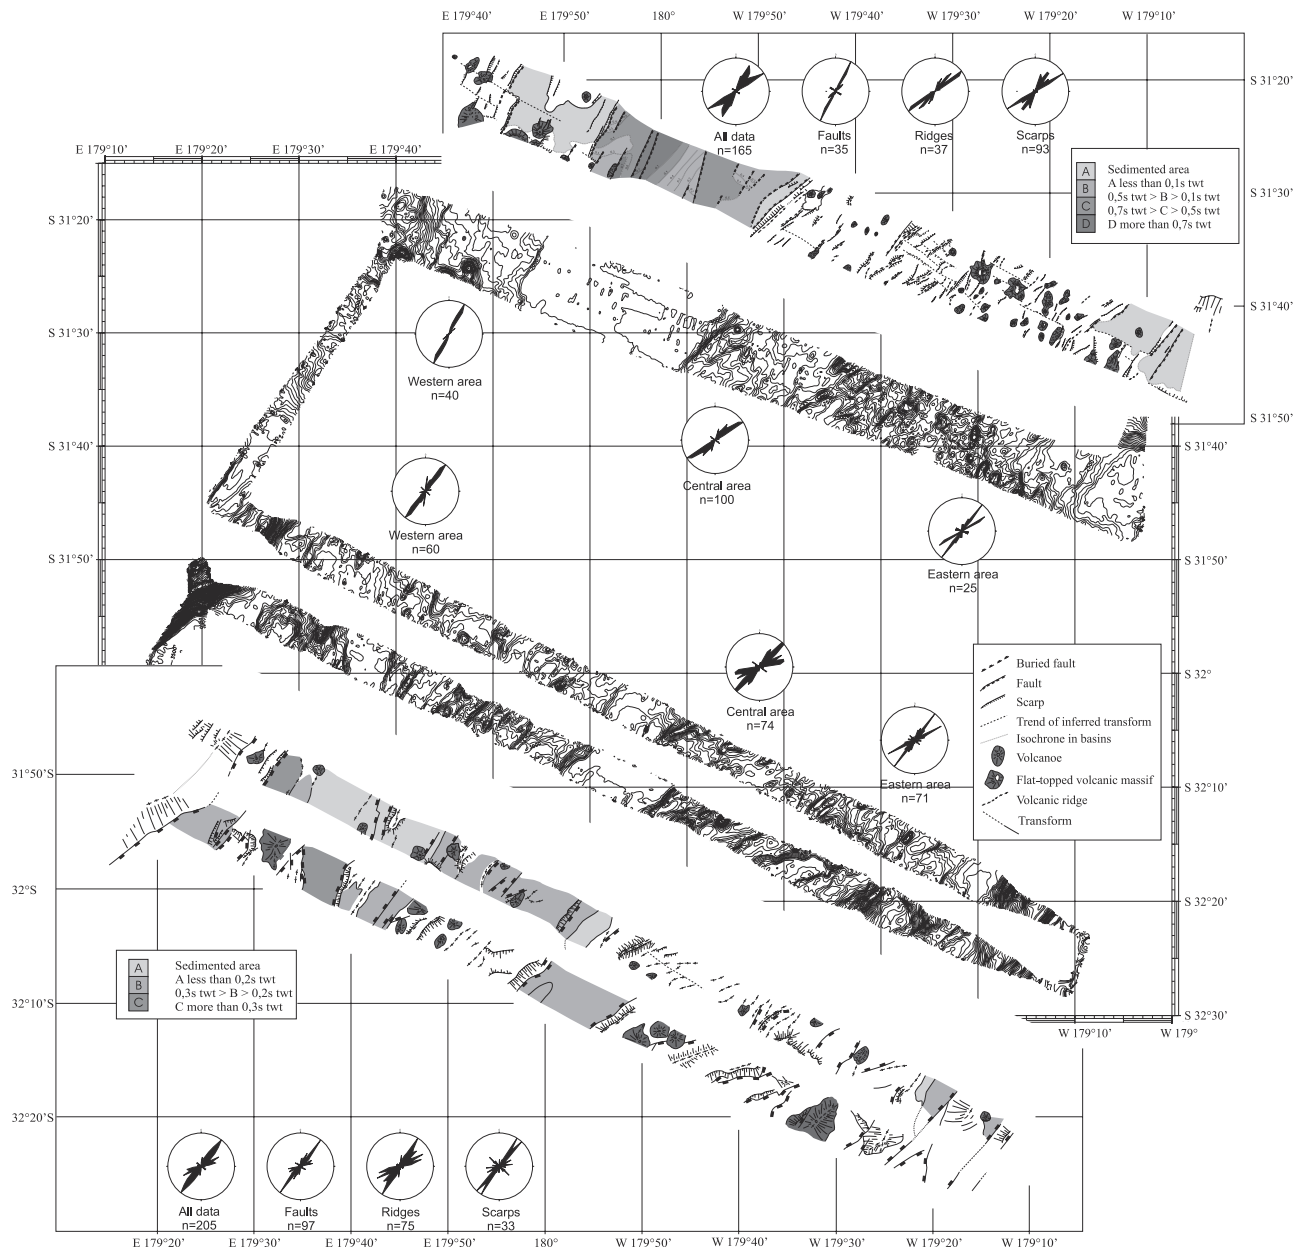 E 179°40’ E 179°50’ 180° W 179°50’ W 179°40’ W 179°30’ W 179°20’ W 179°10’
S 31°20’
S 31°30’
S 31°40’
S 31°50’
All data
n=165
Faults
n=35
Ridges
n=37
Scarps
n=93
A
B
C
D
Sedimented area
A less than 0,1s twt
0,5s twt > B > 0,1s twt
0,7s twt > C > 0,5s twt
D more than 0,7s twt
E 179°10’ E 179°20’ E 179°30’ E 179°40’
S 31°20’
S 31°30’
S 31°40’
S 31°50’
Western area
n=40
Central area
n=100
Eastern area
n=25
Western area
n=60
Central area
n=74
Eastern area
n=71
S 31°40’
S 31°50’
S 32°
S 32°10’
S 32°20’
S 32°30’
W 179°10’ W 179°
Buried fault
Fault
Scarp
Trend of inferred transform
Isochrone in basins
Volcanoe
Flat-topped volcanic massif
Volcanic ridge
Transform
31°50’S
32°S
32°10’S
32°20’S
A
B
C
Sedimented area
A less than 0,2s twt
0,3s twt > B > 0,2s twt
C more than 0,3s twt
All data
n=205
Faults
n=97
Ridges
n=75
Scarps
n=33
E 179°20’ E 179°30’ E 179°40’ E 179°50’ 180° W 179°50’ W 179°40’ W 179°30’ W 179°20’ W 179°10’